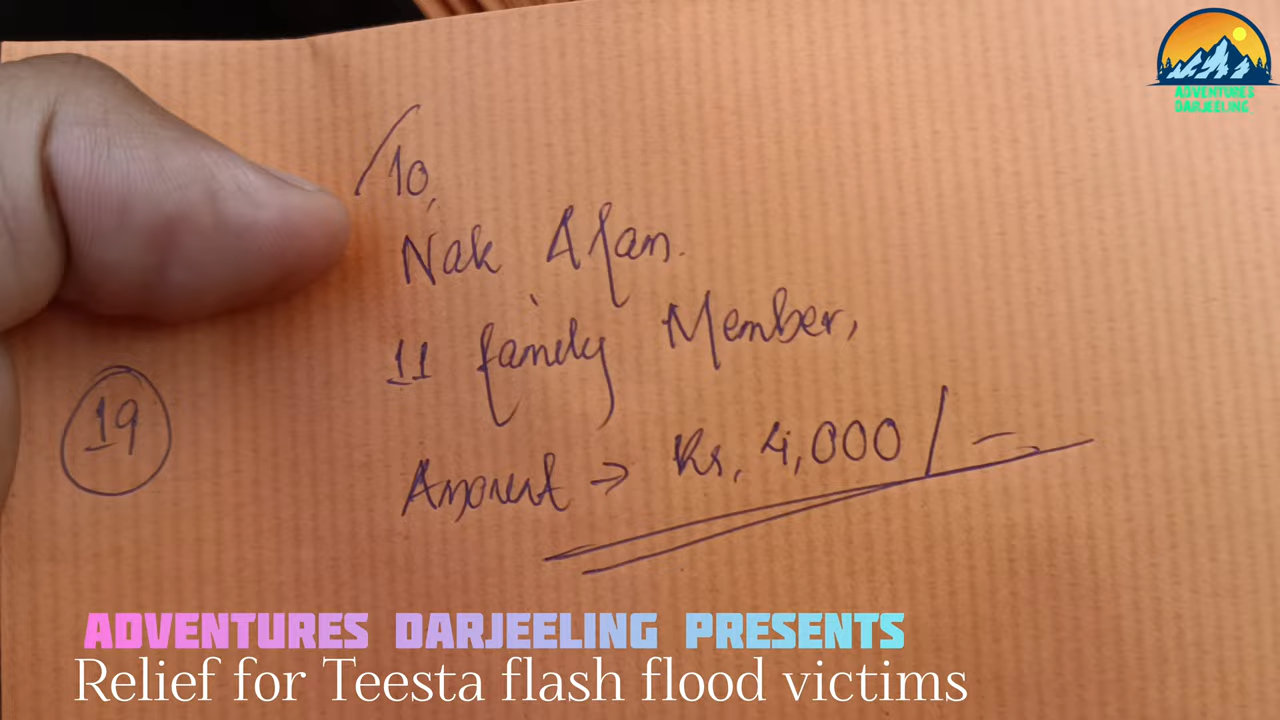 ADVENTURES
DARJEELING
To,
Nak Afan.
11 family Member,
19
Amount → Rs. 4,000/-
ADVENTURES DARJEELING PRESENTS
Relief for Teesta flash flood victims